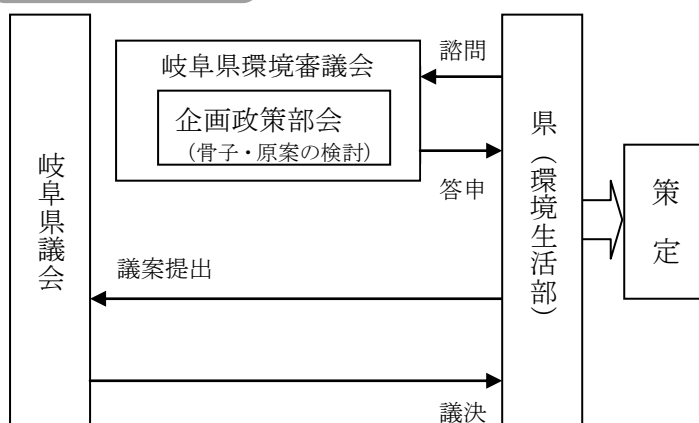 岐阜県環境審議会
企画政策部会
（骨子・原案の検討）
諮問
答申
岐阜県議会
県（環境生活部）
策定
議案提出
議決